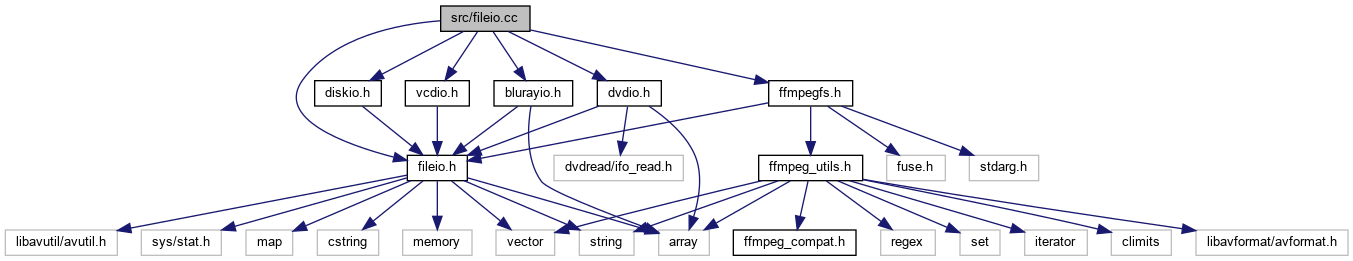 src/fileio.cc
diskio.h
vcdio.h
blurayio.h
dvdio.h
ffmpegfs.h
fileio.h
dvdread/ifo_read.h
ffmpeg_utils.h
fuse.h
stdarg.h
libavutil/avutil.h
sys/stat.h
map
cstring
memory
vector
string
array
ffmpeg_compat.h
regex
set
iterator
climits
libavformat/avformat.h